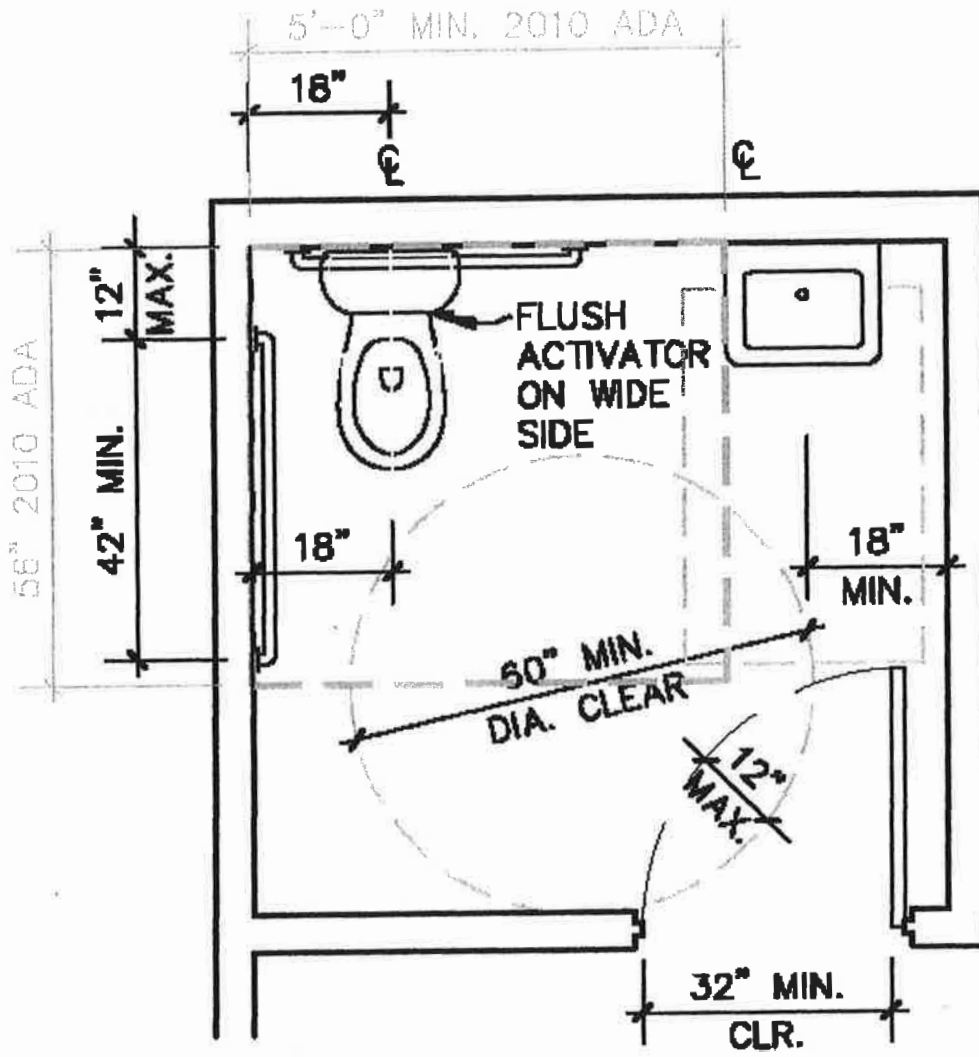 5'-0" MIN. 2010 ADA
18"
℄
℄
12"
MAX.
FLUSH
ACTIVATOR
ON WIDE
SIDE
56" 2010 ADA
42" MIN.
18"
18"
MIN.
60" MIN.
DIA. CLEAR
12"
MAX.
32" MIN.
CLR.